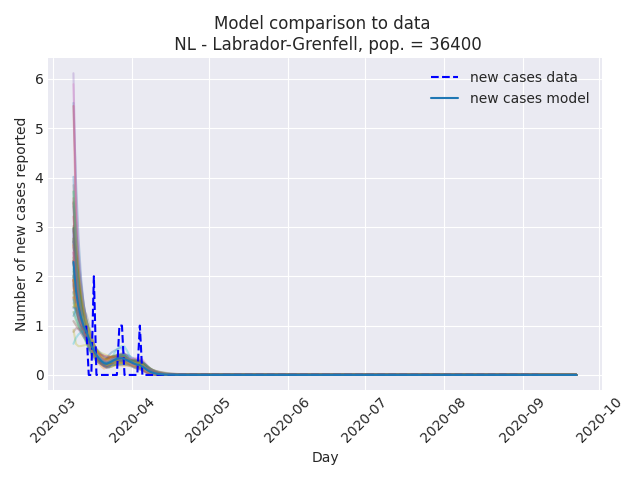 Model comparison to data
NL - Labrador-Grenfell, pop. = 36400
new cases data
new cases model
Number of new cases reported
6
5
4
3
2
1
0
2020-03
2020-04
2020-05
2020-06
2020-07
2020-08
2020-09
2020-10
Day